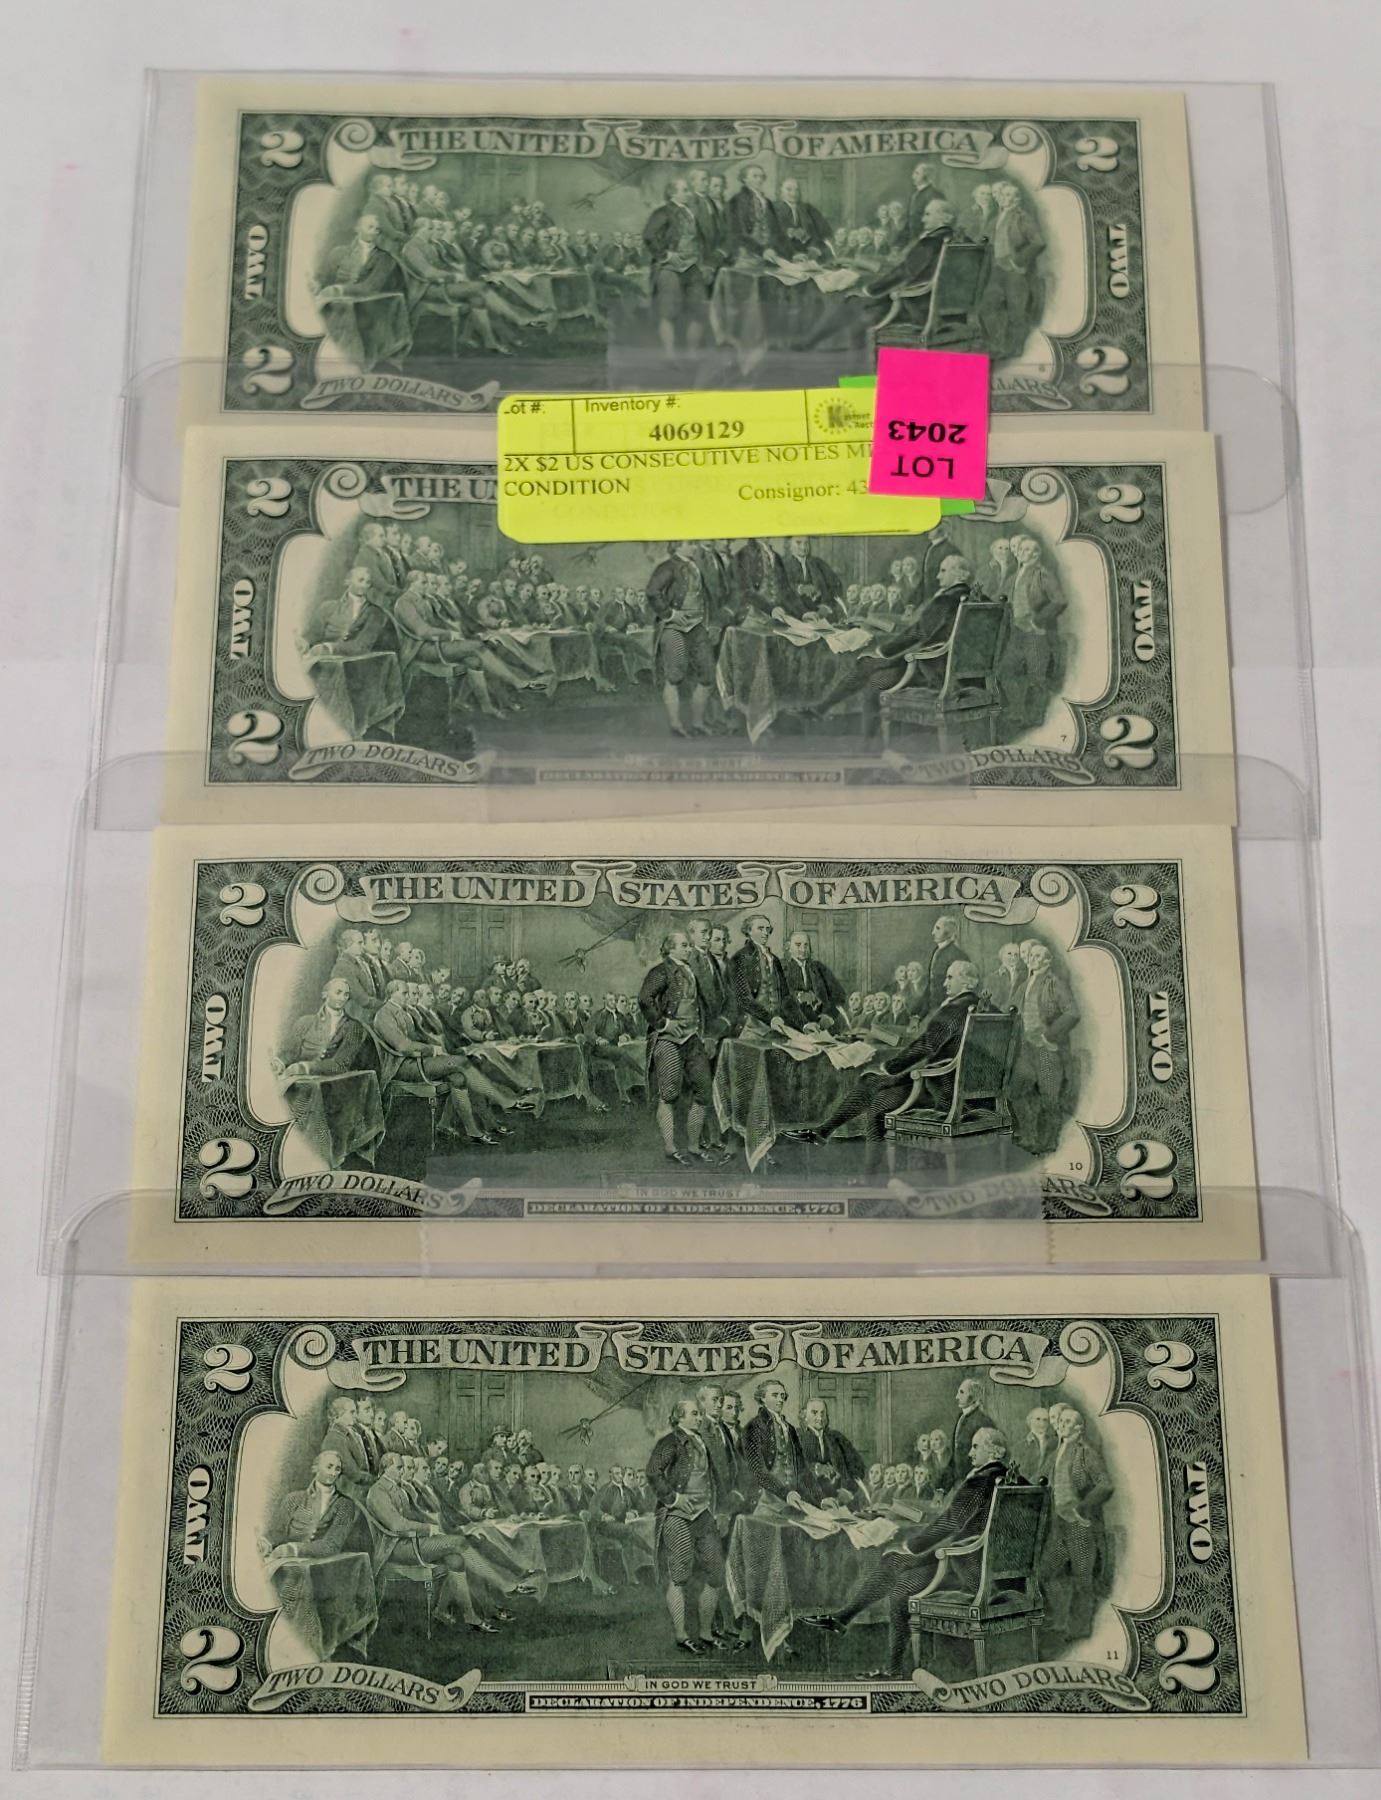 2 THE UNITED STATES OF AMERICA 2
TWO TWO
2 TWO DOLLARS 6 2
Lot #: Inventory #:
4069129
2X $2 US CONSECUTIVE NOTES
CONDITION Consignor:
LOT
2043
2 THE 2
TWO TWO
7
2 TWO DOLLARS TWO DOLLARS 2
DECLARATION OF INDEPENDENCE, 1776
2 THE UNITED STATES OF AMERICA 2
TWO TWO
10
2 TWO DOLLARS IN GOD WE TRUST TWO DOLLARS 2
DECLARATION OF INDEPENDENCE, 1776
2 THE UNITED STATES OF AMERICA 2
TWO TWO
11
2 TWO DOLLARS IN GOD WE TRUST TWO DOLLARS 2
DECLARATION OF INDEPENDENCE, 1776